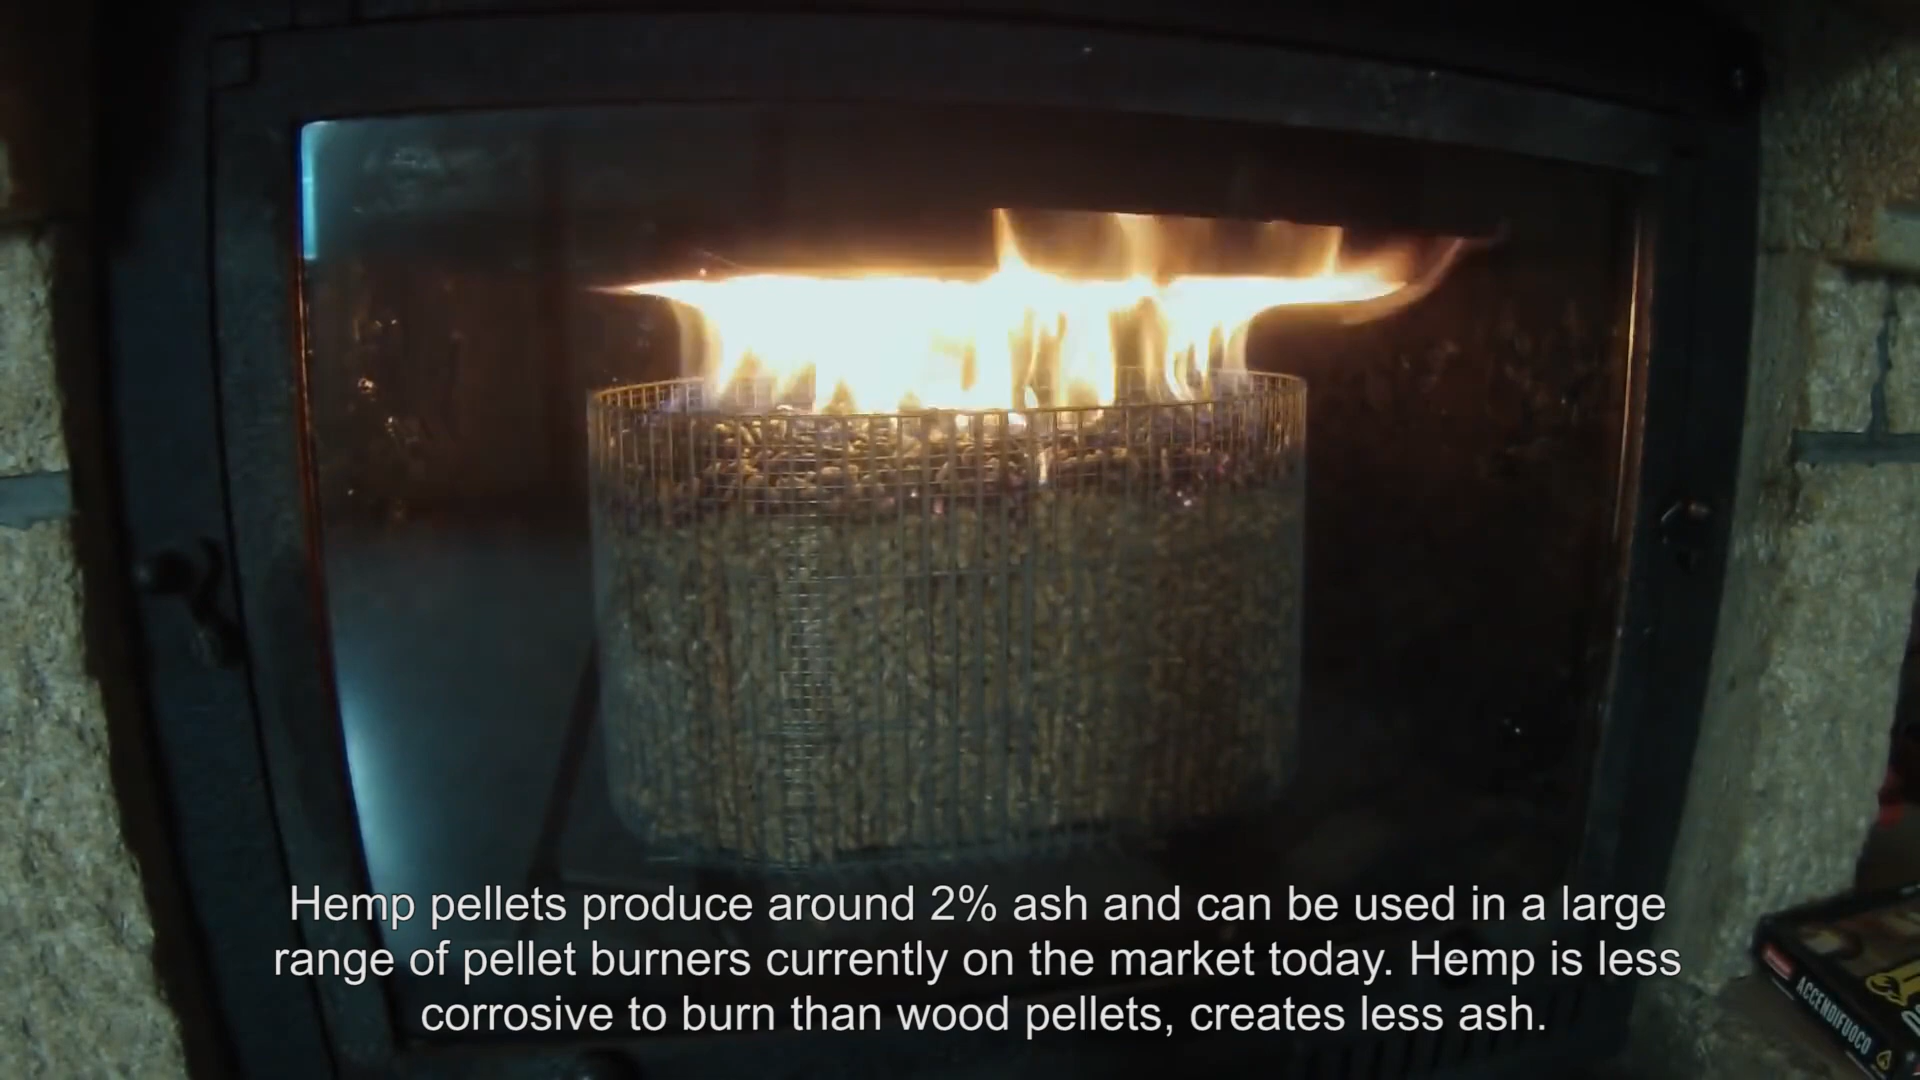 Hemp pellets produce around 2% ash and can be used in a large
range of pellet burners currently on the market today. Hemp is less
corrosive to burn than wood pellets, creates less ash.
ACCENDIFUOCO